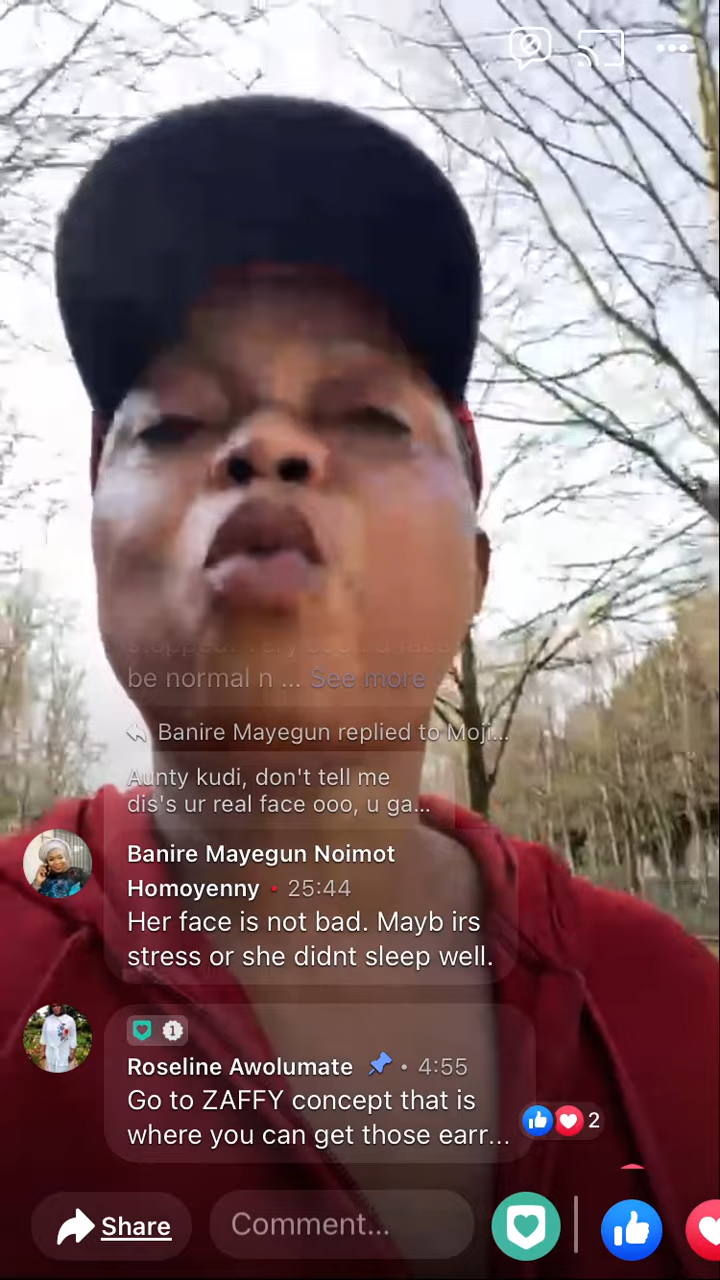 be normal n ... See more
Banire Mayegun replied to Moji...
Aunty kudi, don't tell me
dis's ur real face ooo, u ga...
Banire Mayegun Noimot
Homoyenny • 25:44
Her face is not bad. Mayb irs
stress or she didnt sleep well.
1
Roseline Awolumate • 4:55
Go to ZAFFY concept that is
where you can get those earr...
2
Share
Comment...